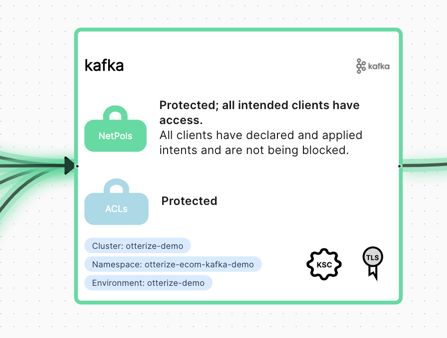 kafka
kafka
Protected; all intended clients have
access.
All clients have declared and applied
intents and are not being blocked.
NetPols
Protected
ACLs
Cluster: otterize-demo
Namespace: otterize-ecom-kafka-demo
Environment: otterize-demo
KSC
TLS